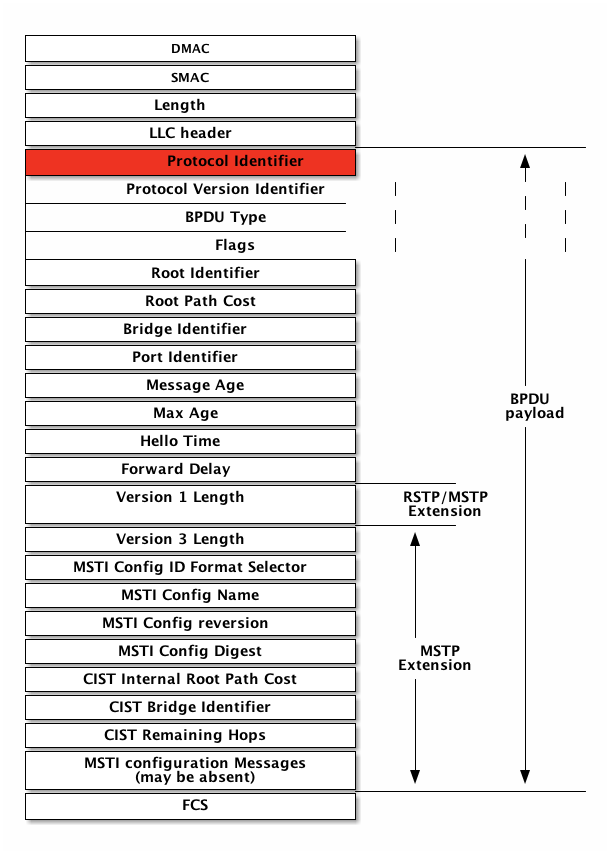 DMAC
SMAC
Length
LLC header
Protocol Identifier
Protocol Version Identifier
BPDU Type
Flags
Root Identifier
Root Path Cost
Bridge Identifier
Port Identifier
Message Age
Max Age
Hello Time
Forward Delay
Version 1 Length
Version 3 Length
MSTI Config ID Format Selector
MSTI Config Name
MSTI Config reversion
MSTI Config Digest
CIST Internal Root Path Cost
CIST Bridge Identifier
CIST Remaining Hops
MSTI configuration Messages
(may be absent)
FCS
RSTP/MSTP
Extension
MSTP
Extension
BPDU
payload